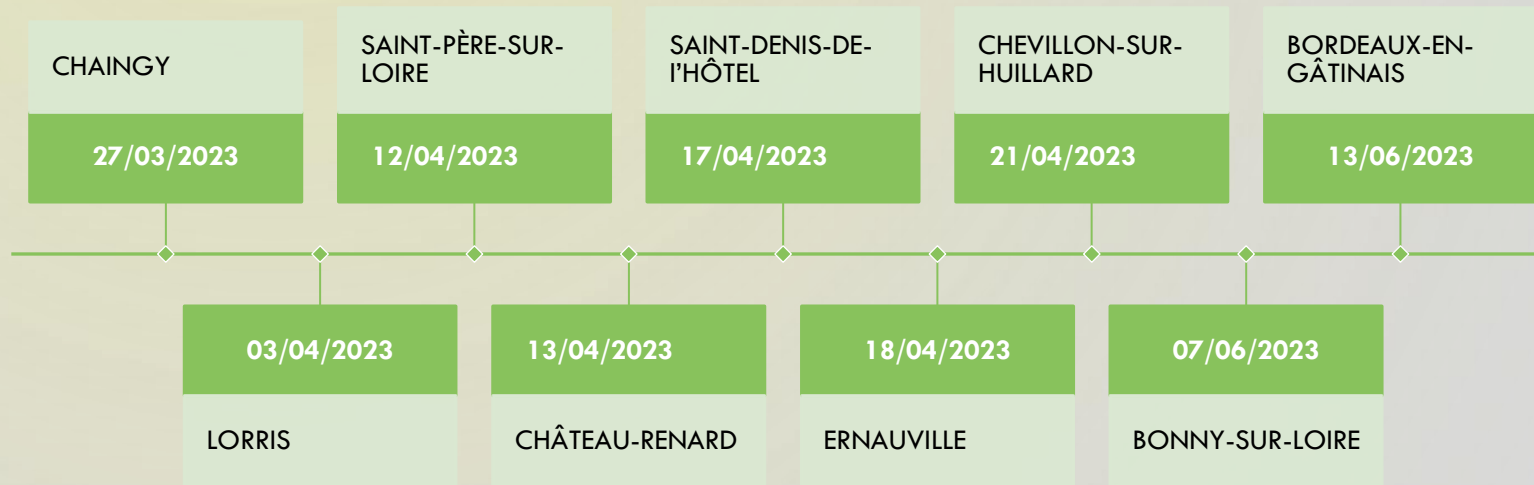 CHAINGY
27/03/2023
SAINT-PÈRE-SUR-
LOIRE
12/04/2023
SAINT-DENIS-DE-
l'HÔTEL
17/04/2023
CHEVILLON-SUR-
HUILLARD
21/04/2023
BORDEAUX-EN-
GÂTINAIS
13/06/2023
03/04/2023
LORRIS
13/04/2023
CHÂTEAU-RENARD
18/04/2023
ERNAUVILLE
07/06/2023
BONNY-SUR-LOIRE